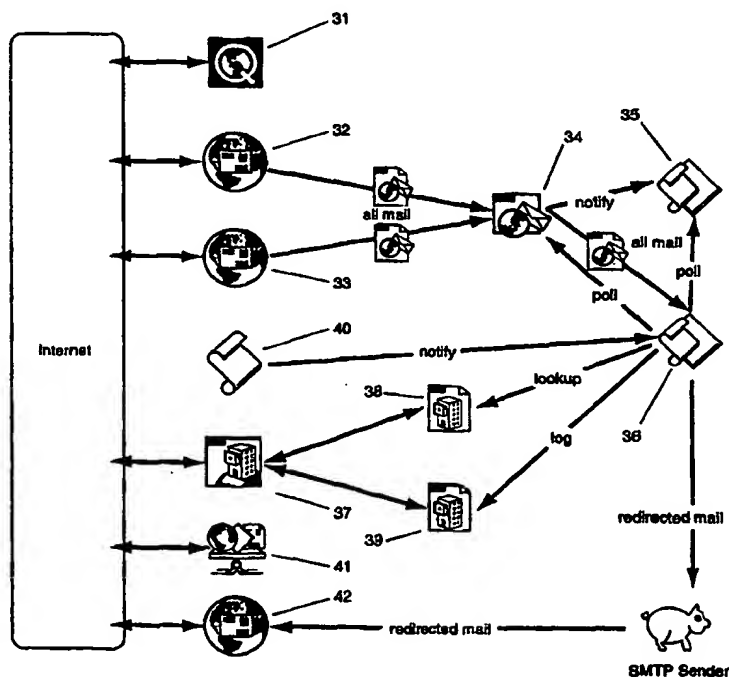 31
32
34
35
all mail
notify
all mail
33
poll
poll
Internet
40
notify
38
lookup
36
log
37
39
redirected mail
41
42
redirected mail
SMTP Sender